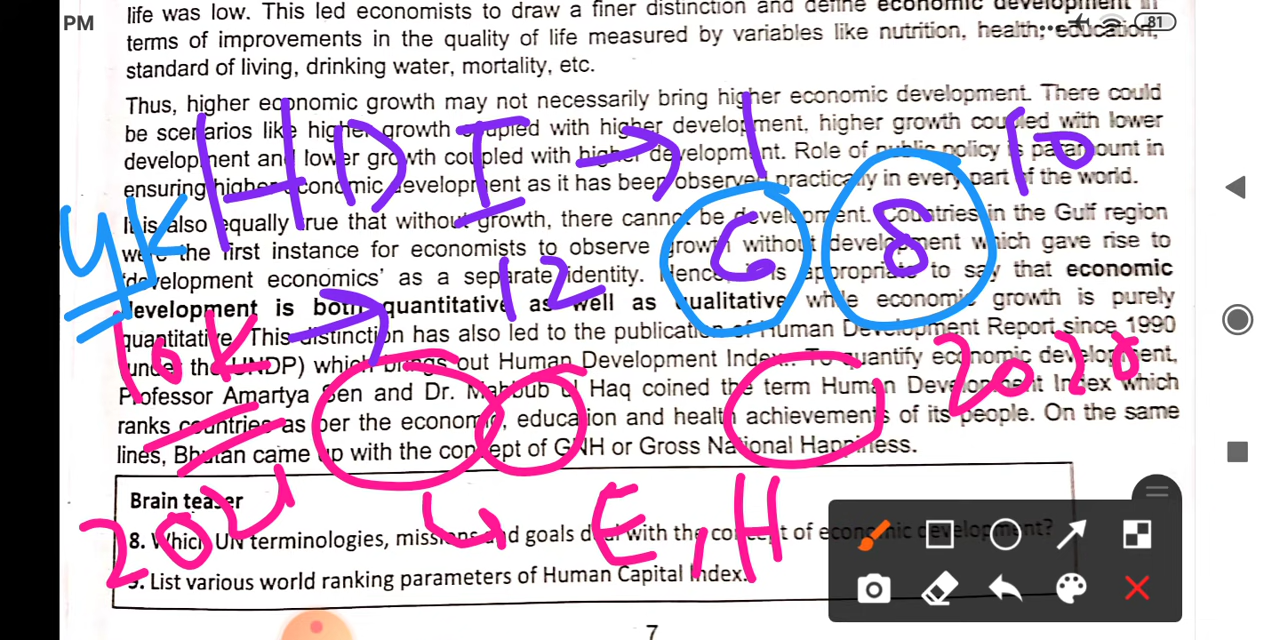 life was low. This led economists to draw a finer distinction and define economic development in
PM
81
terms of improvements in the quality of life measured by variables like nutrition, health, education,
standard of living, drinking water, mortality, etc.
Thus, higher economic growth may not necessarily bring higher economic development. There could
be scenarios like higher growth coupled with higher development, higher growth coupled with lower
development and lower growth coupled with higher development. Role of public policy is paramount in
ensuring higher economic development as it has been observed practically in every part of the world.
HDI → 1
10
4K
It is also equally true that without growth, there cannot be development. Countries in the Gulf region
were the first instance for economists to observe growth without development which gave rise to
'development economics' as a separate identity. Hence, it is appropriate to say that economic
development is both quantitative as well as qualitative while economic growth is purely
quantitative. This distinction has also led to the publication of Human Development Report since 1990
(under the UNDP) which brings out Human Development Index. To quantify economic development,
Professor Amartya Sen and Dr. Mahbub ul Haq coined the term Human Development Index which
ranks countries as per the economic, education and health achievements of its people. On the same
lines, Bhutan came up with the concept of GNH or Gross National Happiness.
→ 12
6
8
10K
2020
E, H
Brain teaser
8. Which UN terminologies, missions and goals deal with the concept of economic development?
9. List various world ranking parameters of Human Capital Index.
7